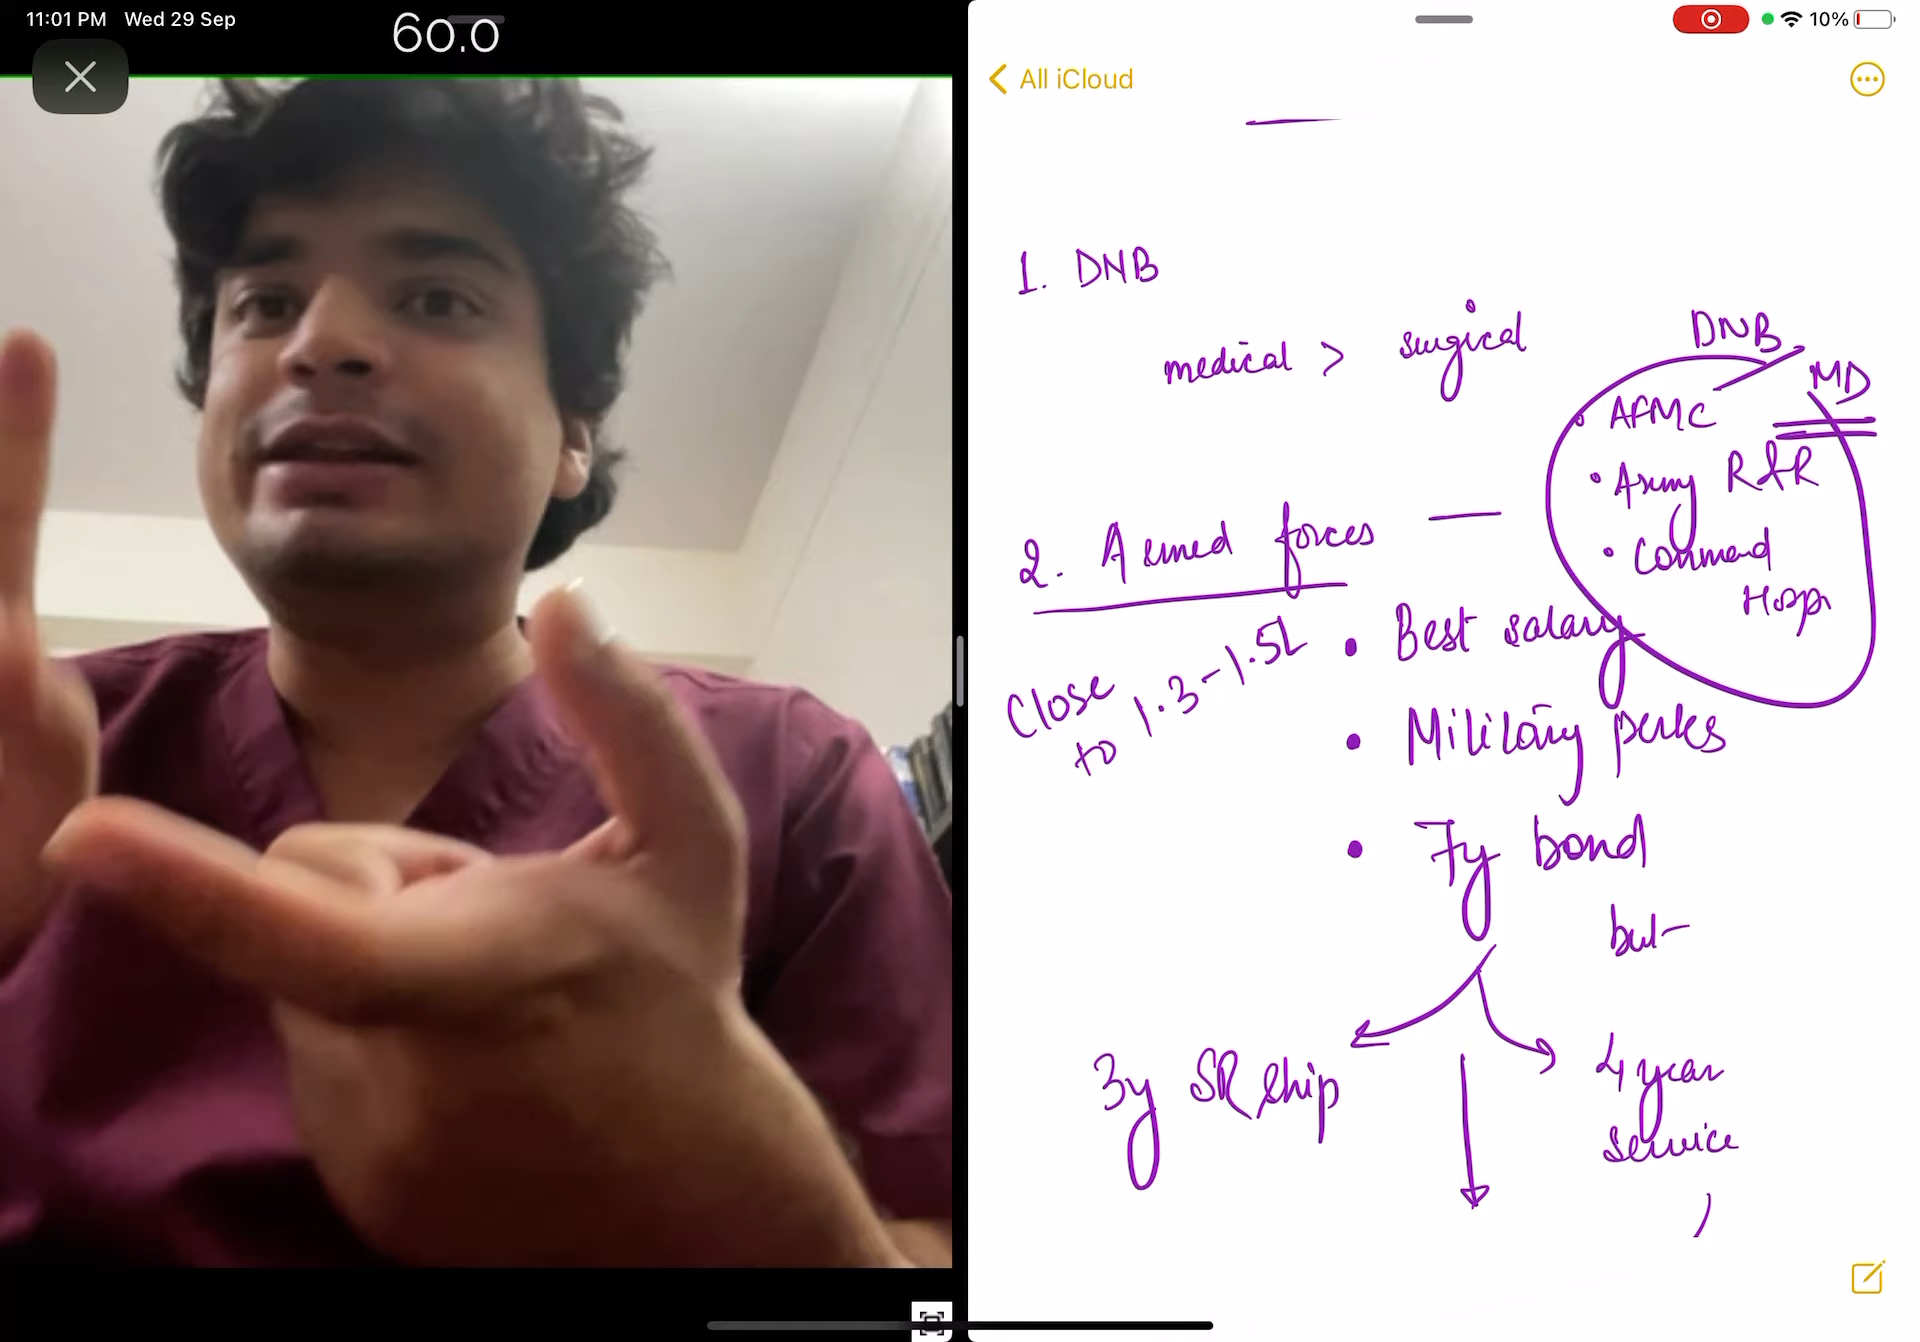 11:01 PM Wed 29 Sep
60.0
10%
All iCloud
1. DNB
medical > surgical
DNB
MD
• AFMC
• Army R&R
• Command
Hosp
2. Armed forces —
Close
to 1.3-1.5L
• Best salary
• Military perks
• 7y bond
but
3y SR ship
4 year
service